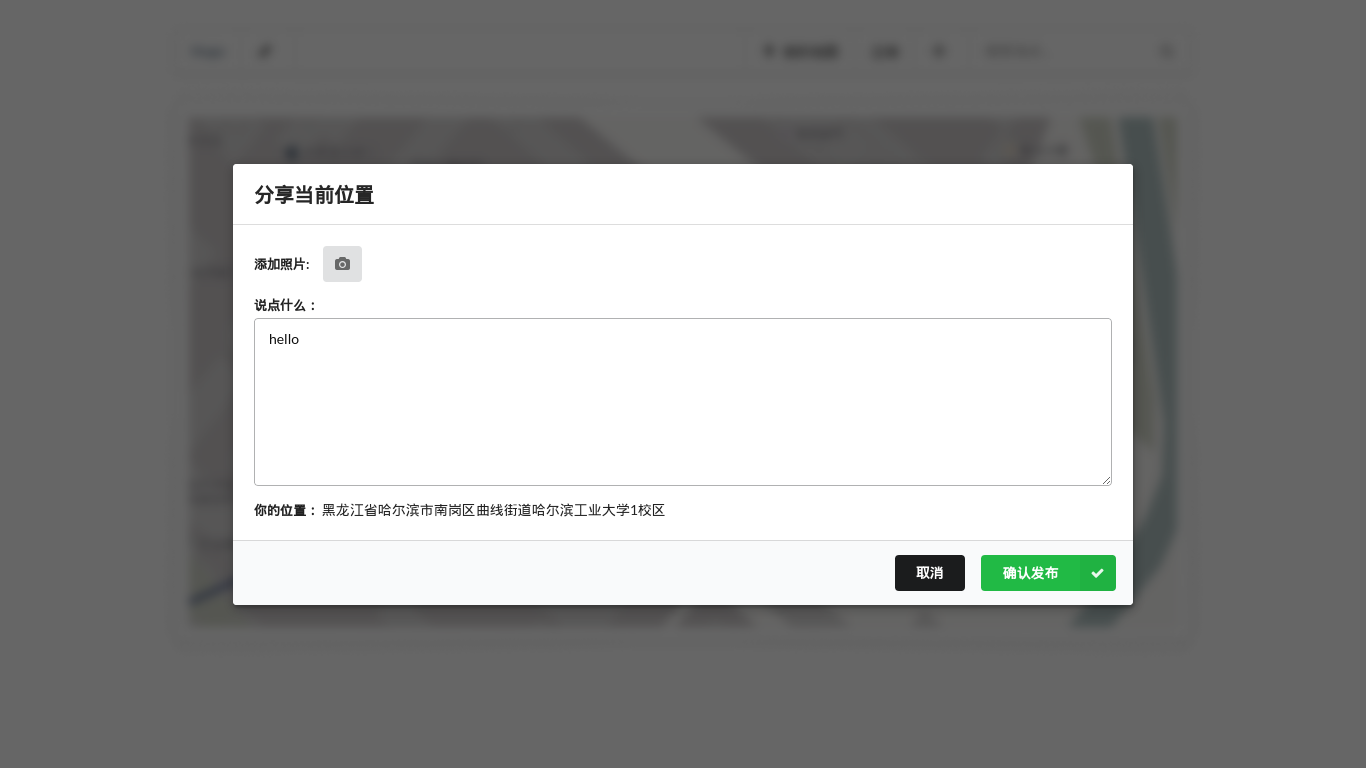 分享当前位置
添加照片:
说点什么：
hello
你的位置： 黑龙江省哈尔滨市南岗区曲线街道哈尔滨工业大学1校区
取消 确认发布